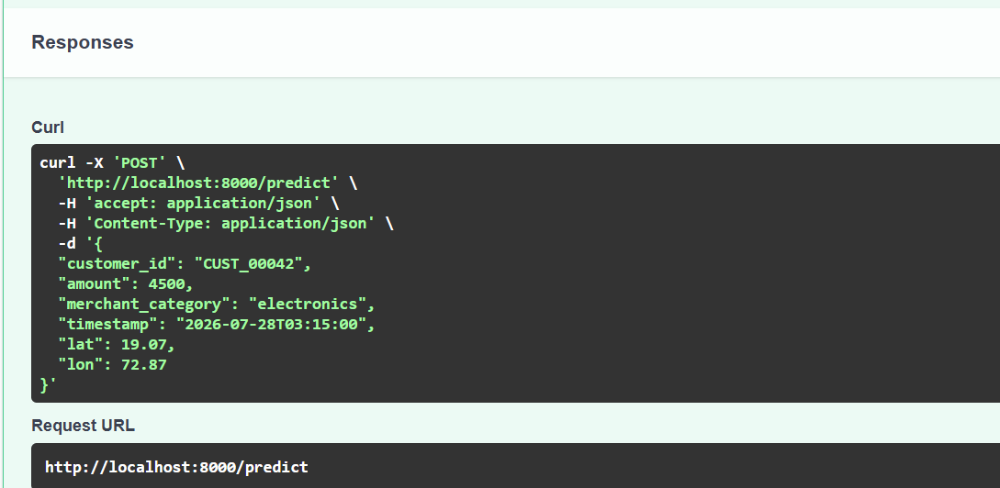 Responses
Curl
curl -X 'POST' \
  'http://localhost:8000/predict' \
  -H 'accept: application/json' \
  -H 'Content-Type: application/json' \
  -d '{
  "customer_id": "CUST_00042",
  "amount": 4500,
  "merchant_category": "electronics",
  "timestamp": "2026-07-28T03:15:00",
  "lat": 19.07,
  "lon": 72.87
}'
Request URL
http://localhost:8000/predict